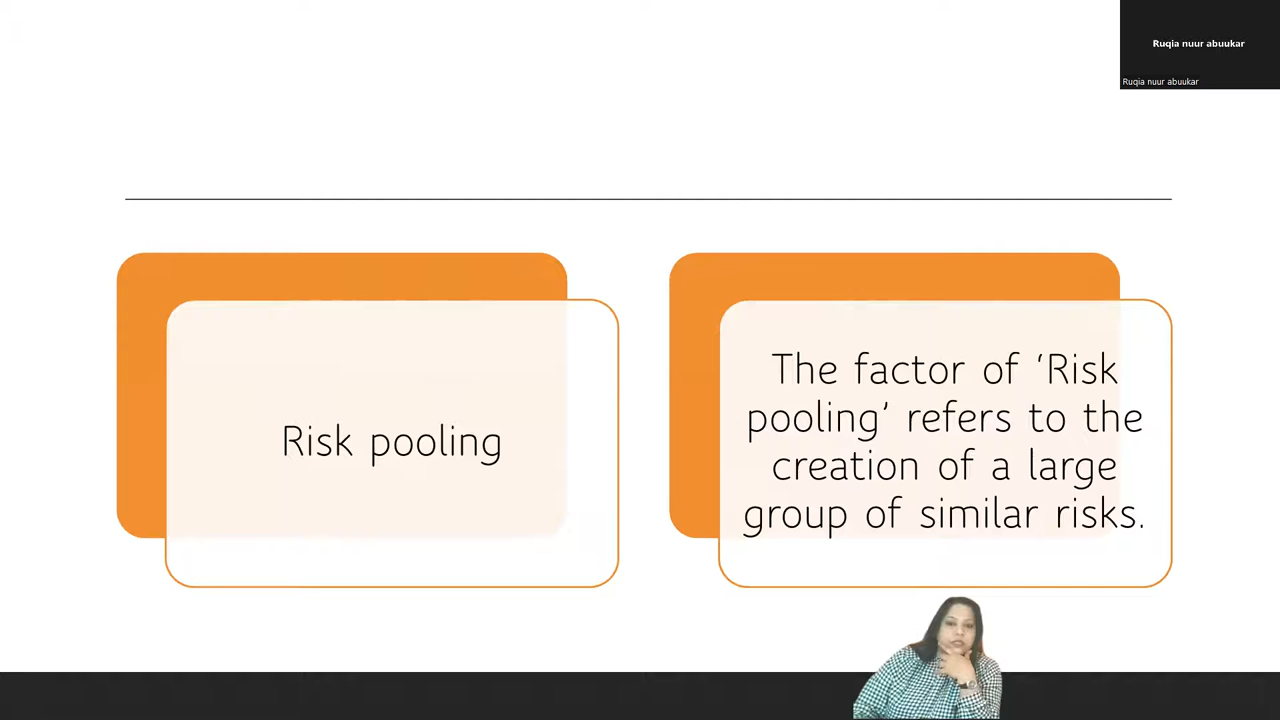 Ruqia nuur abuukar
Ruqia nuur abuukar
Risk pooling
The factor of ‘Risk
pooling’ refers to the
creation of a large
group of similar risks.